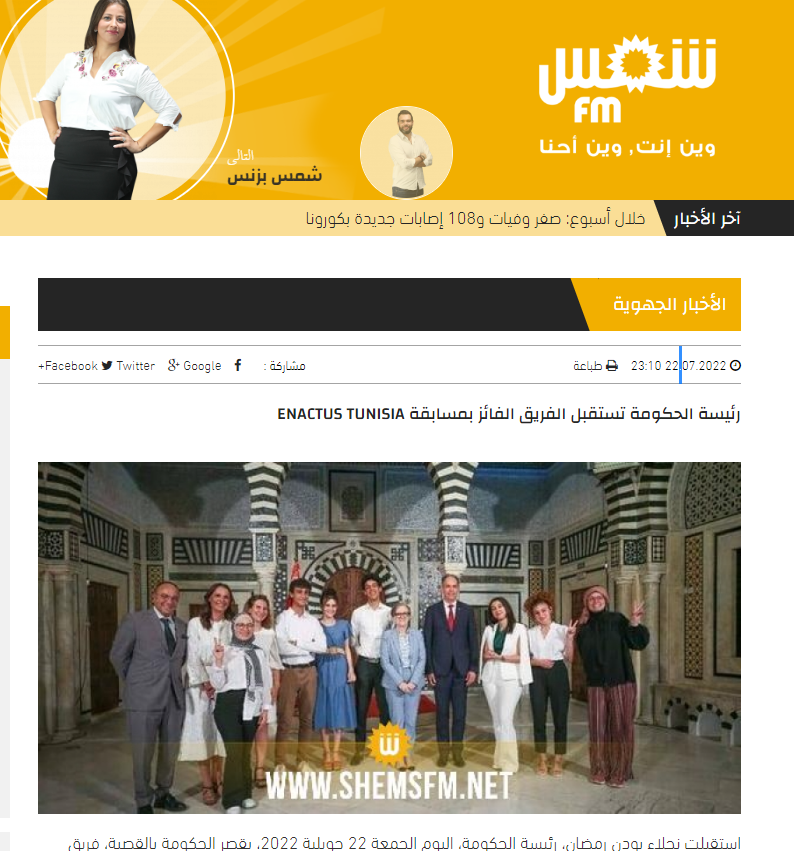 شمس
FM
وين إنت, وين أحنا
التالي
شمس بزنس
آخر الأخبار
خلال أسبوع: صفر وفيات و108 إصابات جديدة بكورونا
الأخبار الجهوية
22.07.2022 23:10 طباعة مشاركة : Google Twitter Facebook+
رئيسة الحكومة تستقبل الفريق الفائز بمسابقة ENACTUS TUNISIA
ش
WWW.SHEMSFM.NET
استقبلت نجلاء بودن رمضان، رئيسة الحكومة، اليوم الجمعة 22 جويلية 2022، بقصر الحكومة بالقصبة، فريق